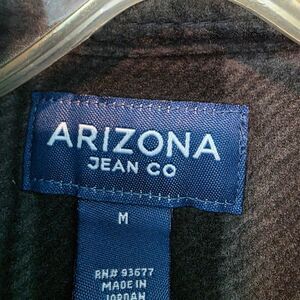 ARIZONA
JEAN CO
M
RN# 93677
MADE IN
JORDAN